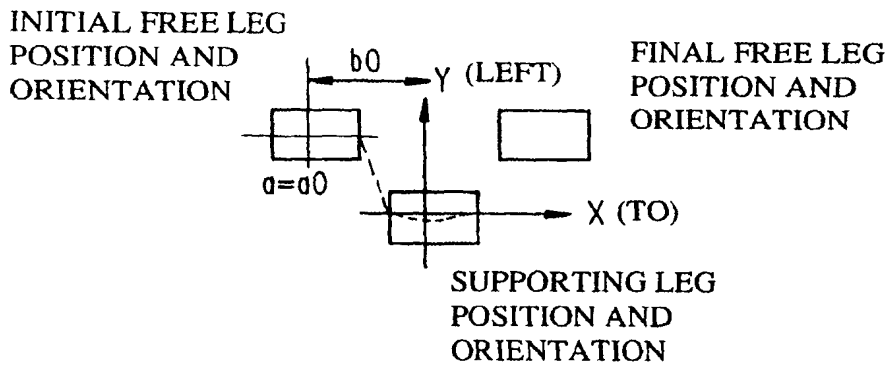 INITIAL FREE LEG
POSITION AND
ORIENTATION
b0
Y (LEFT)
FINAL FREE LEG
POSITION AND
ORIENTATION
a=a0
X (TO)
SUPPORTING LEG
POSITION AND
ORIENTATION